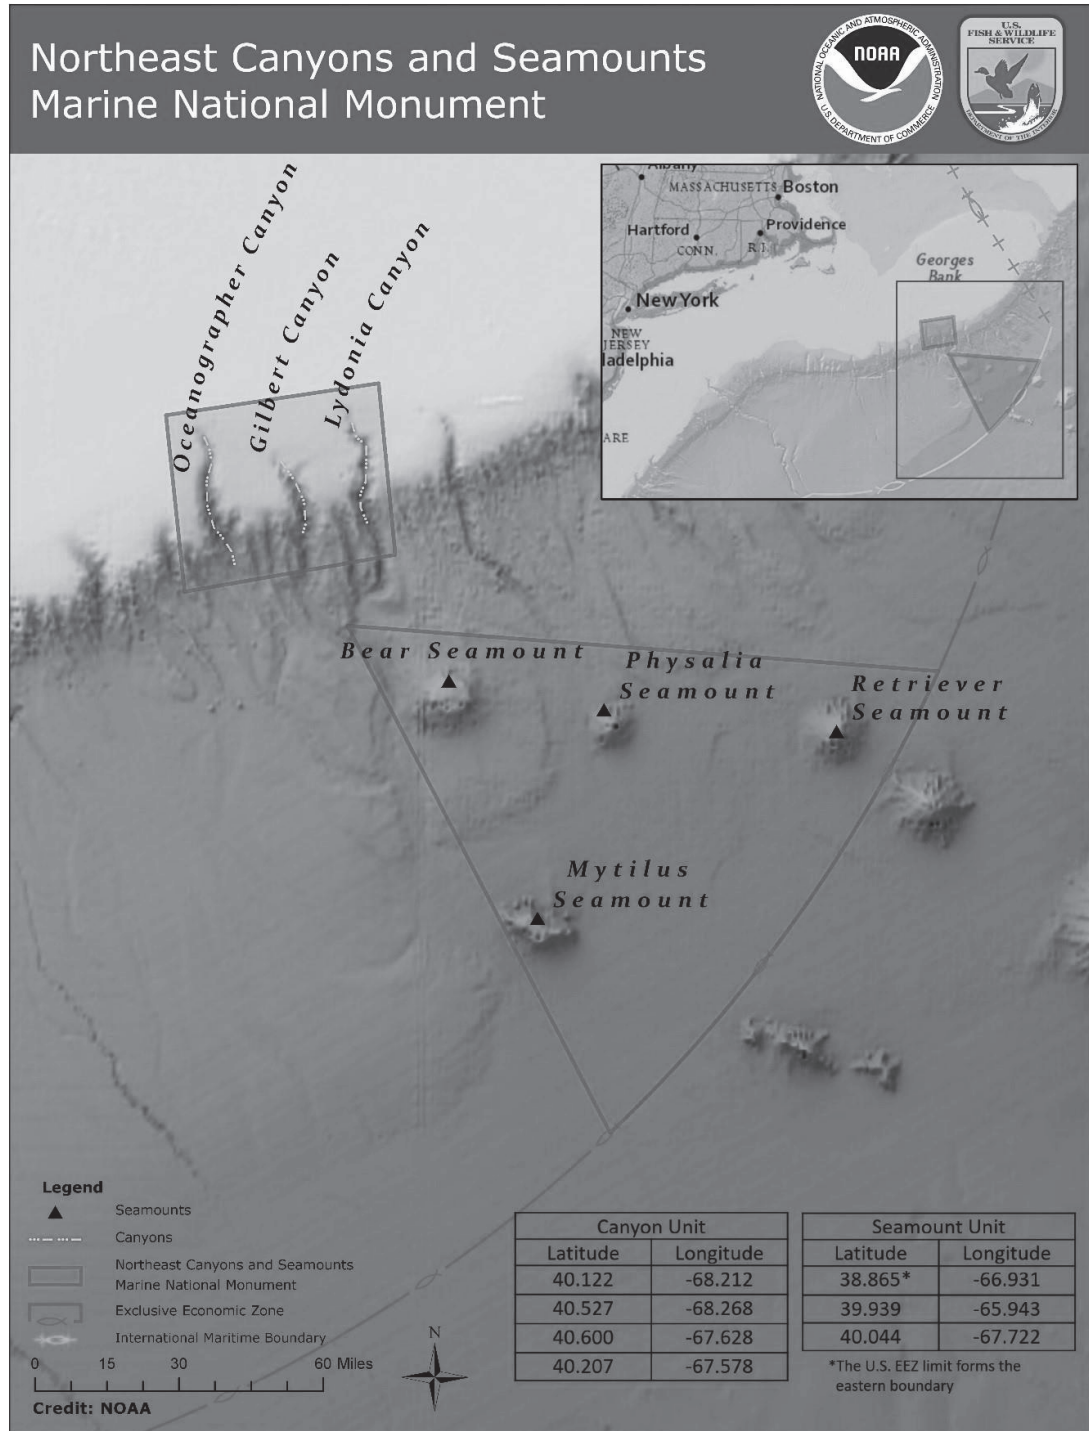 Northeast Canyons and Seamounts
Marine National Monument
NATIONAL OCEANIC AND ATMOSPHERIC ADMINISTRATION
NOAA
U.S. DEPARTMENT OF COMMERCE
U.S.
FISH & WILDLIFE
SERVICE
DEPARTMENT OF THE INTERIOR
Oceanographer Canyon
Gilbert Canyon
Lydonia Canyon
Albany
MASSACHUSETTS
Boston
Hartford
Providence
CONN.
R I
Georges
Bank
New York
NEW
JERSEY
ladelphia
ARE
Bear Seamount
Physalia
Seamount
Retriever
Seamount
Mytilus
Seamount
Legend
Seamounts
Canyons
Northeast Canyons and Seamounts
Marine National Monument
Exclusive Economic Zone
International Maritime Boundary
0 15 30 60 Miles
Credit: NOAA
N
Canyon Unit
Latitude Longitude
40.122 -68.212
40.527 -68.268
40.600 -67.628
40.207 -67.578
Seamount Unit
Latitude Longitude
38.865* -66.931
39.939 -65.943
40.044 -67.722
*The U.S. EEZ limit forms the
eastern boundary